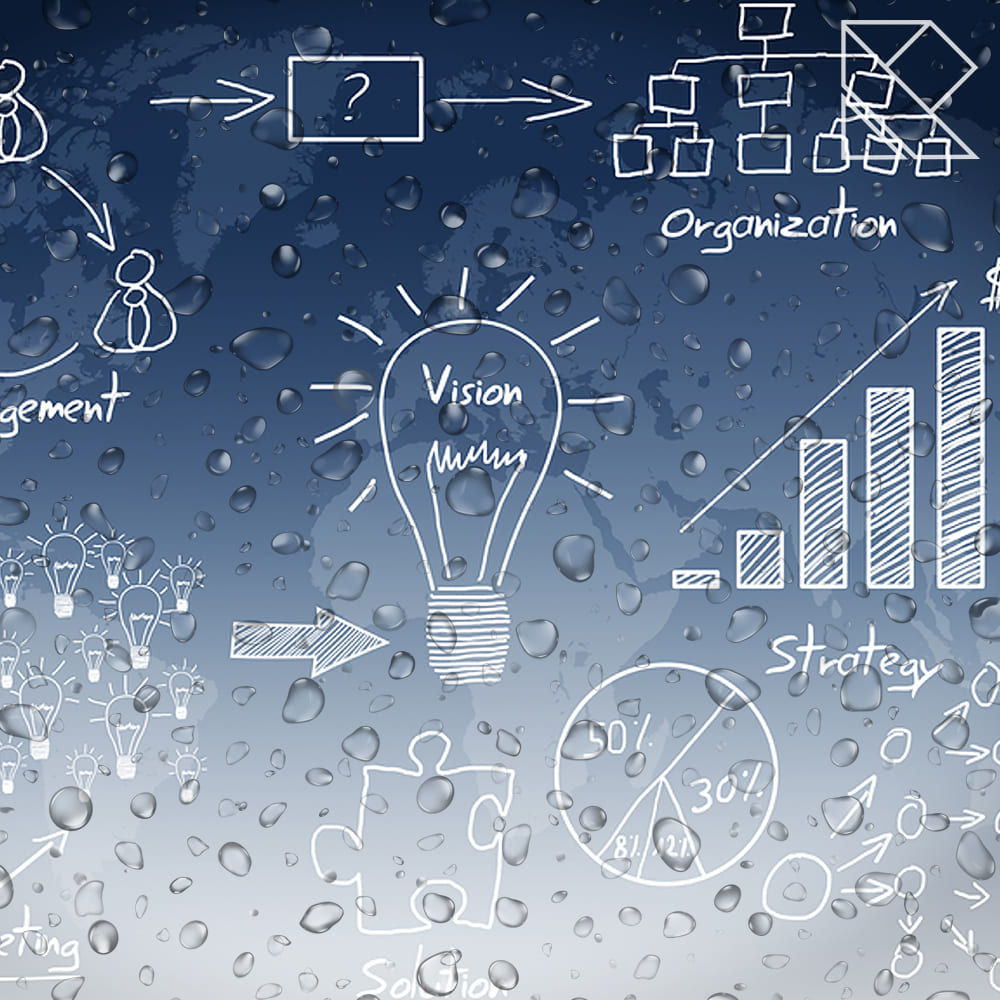 ?
Organization
$
Vision
gement
Strategy
50%
30%
8%
12%
eting
Solution